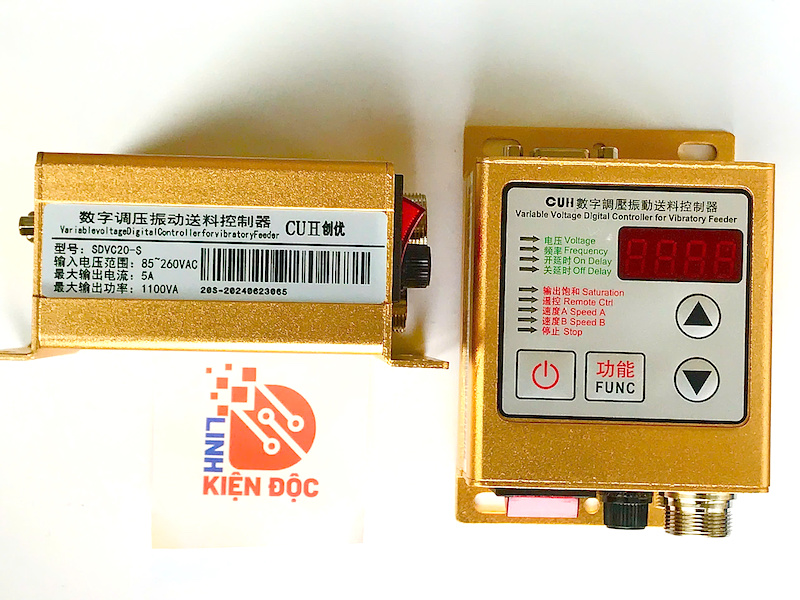 数字调压振动送料控制器
VariablevoltageDigitalControllerforvibratoryFeeder
CUH创优
型号: SDVC20-S
输入电压范围: 85~260VAC
最大输出电流: 5A
最大输出功率: 1100VA
20S-20240623065
LINH
KIỆN ĐỘC
CUH數字調壓振動送料控制器
Variable Voltage Digital Controller for Vibratory Feeder
电压 Voltage
频率 Frequency
开延时 On Delay
关延时 Off Delay
输出饱和 Saturation
遥控 Remote Ctrl
速度A Speed A
速度B Speed B
停止 Stop
功能
FUNC